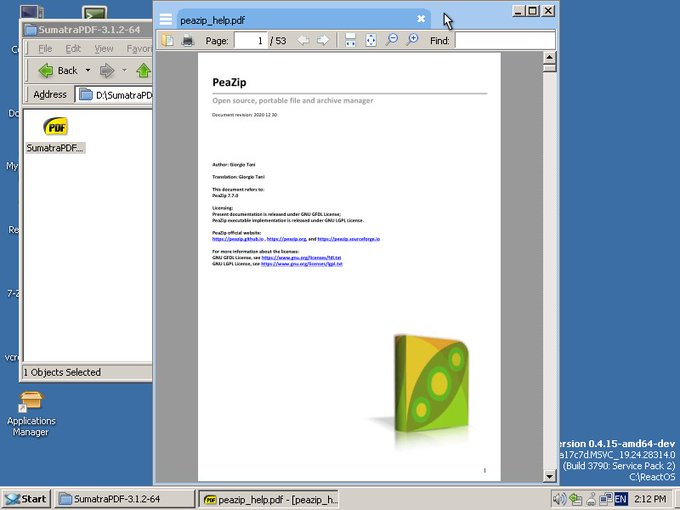 SumatraPDF-3.1.2-64
File Edit View Favori
Back
Address D:\SumatraPD
SumatraPDF...
1 Objects Selected
peazip_help.pdf
Page: 1 / 53 Find:
PeaZip
Open source, portable file and archive manager
Document revision: 2020 12 30
Author: Giorgio Tani
Translation: Giorgio Tani
This document refers to:
PeaZip 7.7.0
Licensing:
Present documentation is released under GNU GFDL License;
PeaZip executable implementation is released under GNU LGPL License.
PeaZip official website:
https://peazip.github.io , https://peazip.org, and https://peazip.sourceforge.io
For more information about the licenses:
GNU GFDL License, see https://www.gnu.org/licenses/fdl.txt
GNU LGPL License, see https://www.gnu.org/licenses/lgpl.txt
1
Do
My
Re
7-Z
vcre
Applications
Manager
ersion 0.4.15-amd64-dev
a17c7d.MSVC_19.24.28314.0
(Build 3790: Service Pack 2)
C:\ReactOS
Start SumatraPDF-3.1.2-64 peazip_help.pdf - [peazip_h... EN 2:12 PM